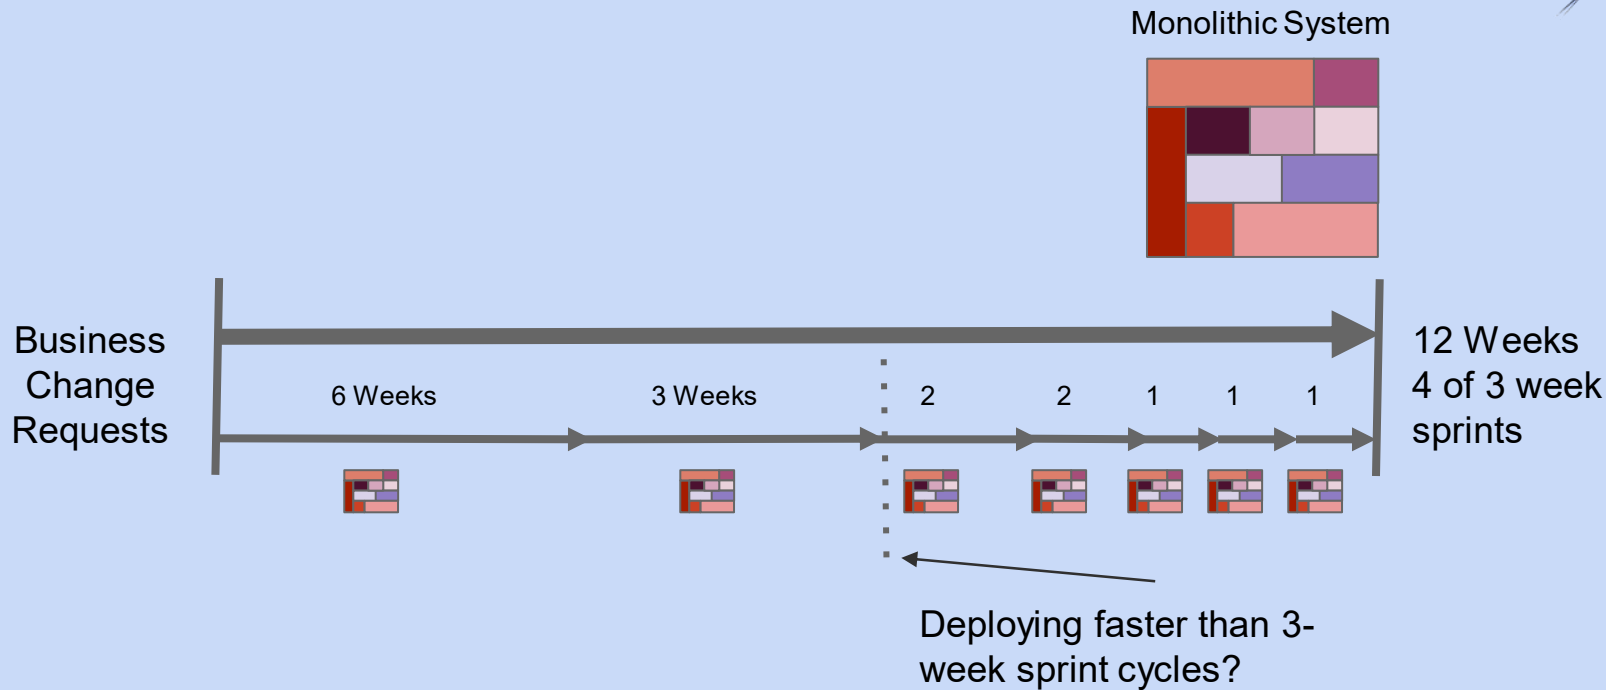 Monolithic System
Business
Change
Requests
6 Weeks
3 Weeks
2
2
1
1
1
12 Weeks
4 of 3 week
sprints
Deploying faster than 3-
week sprint cycles?